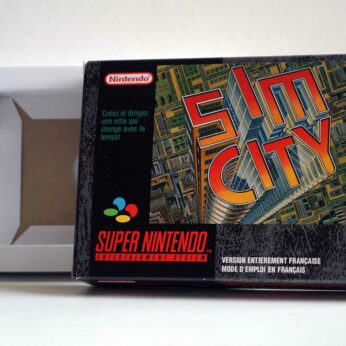 Nintendo
Créez et dirigez
une ville qui
change avec le
temps!
SIM
CITY
SUPER NINTENDO
ENTERTAINMENT SYSTEM
VERSION ENTIEREMENT FRANÇAISE
MODE D'EMPLOI EN FRANCAIS